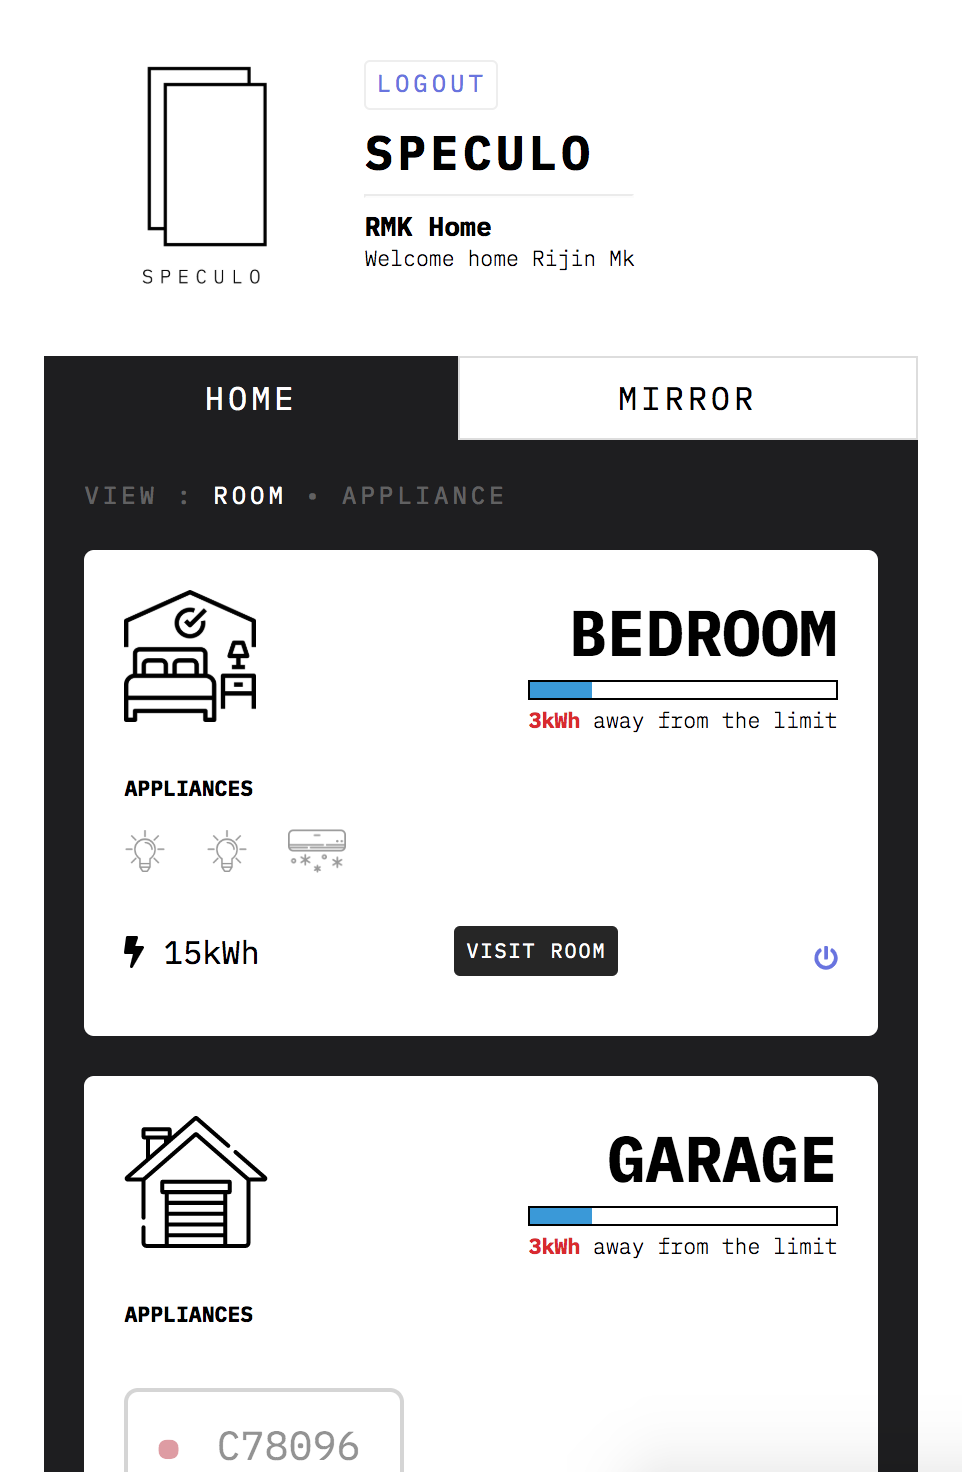 LOGOUT
SPECULO
RMK Home
Welcome home Rijin Mk
SPECULO
HOME
MIRROR
VIEW : ROOM • APPLIANCE
BEDROOM
3kWh away from the limit
APPLIANCES
15kWh
VISIT ROOM
GARAGE
3kWh away from the limit
APPLIANCES
C78096